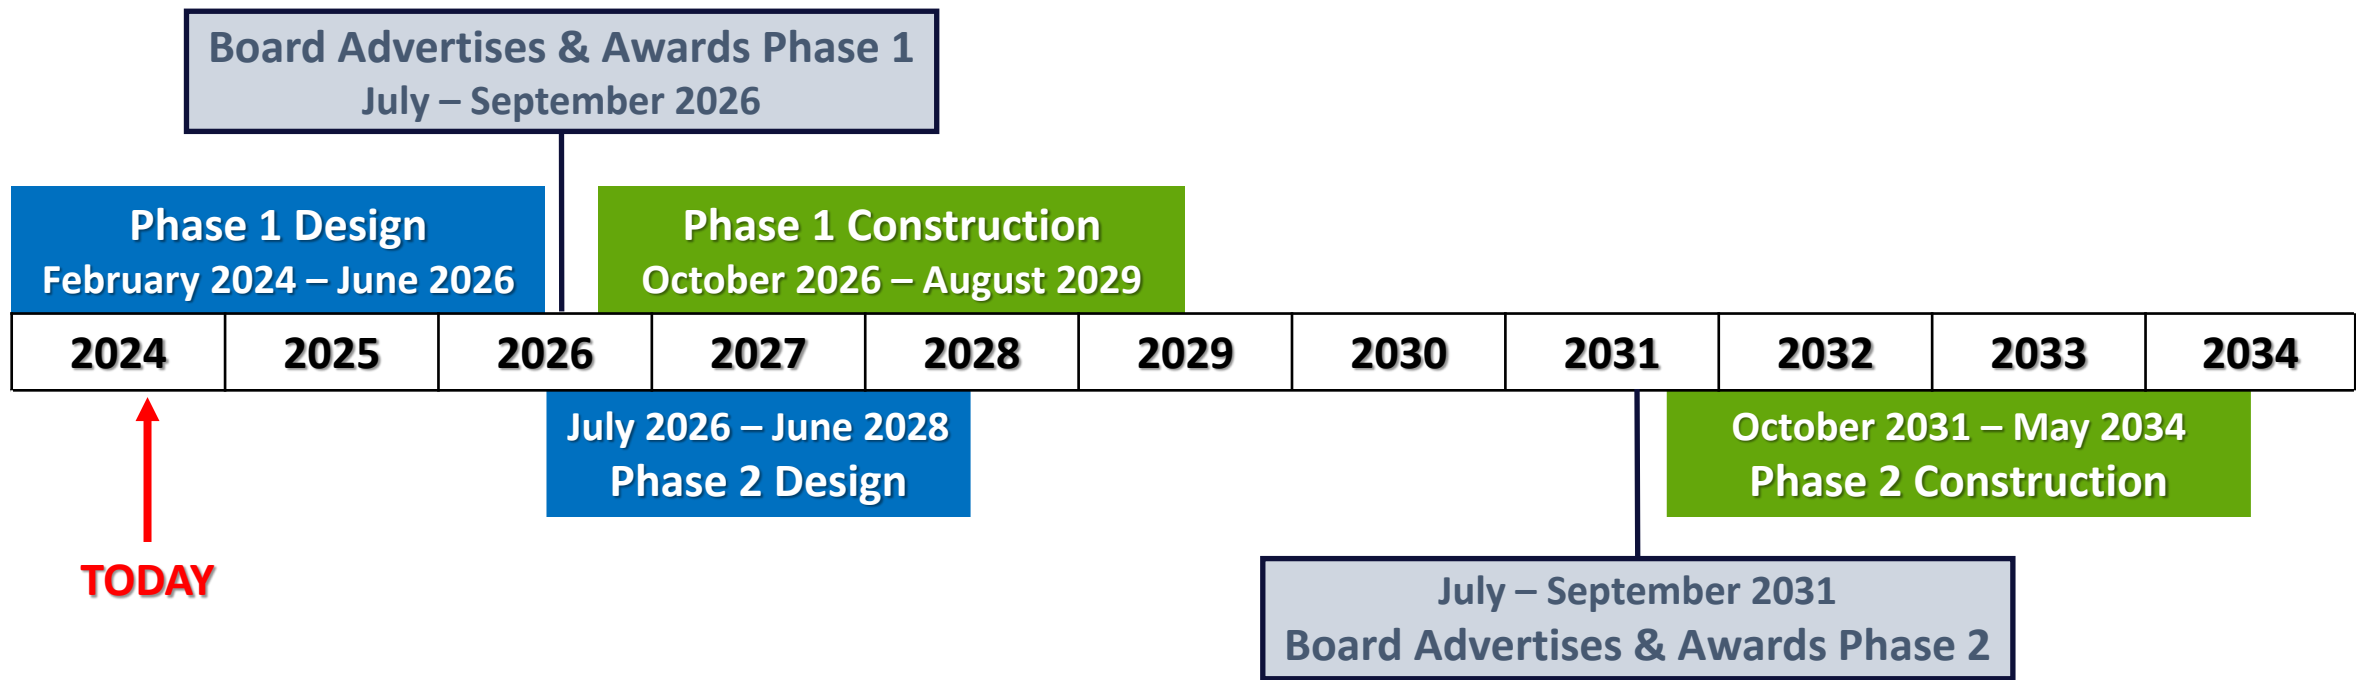 Board Advertises & Awards Phase 1
July – September 2026
Phase 1 Design
February 2024 – June 2026
Phase 1 Construction
October 2026 – August 2029
2024 2025 2026 2027 2028 2029 2030 2031 2032 2033 2034
July 2026 – June 2028
Phase 2 Design
October 2031 – May 2034
Phase 2 Construction
TODAY
July – September 2031
Board Advertises & Awards Phase 2